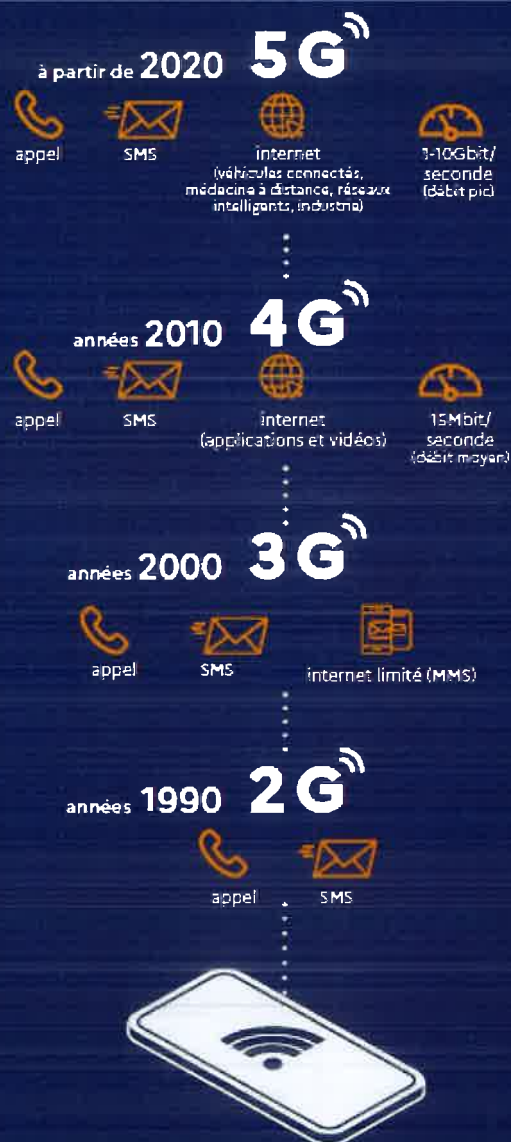 à partir de 2020 5G
appel
SMS
internet
(véhicules connectés,
médecine à distance, réseaux
intelligents, industrie)
1-10Gbit/
seconde
(débit pic)
années 2010 4G
appel
SMS
internet
(applications et vidéos)
15Mbit/
seconde
(débit moyen)
années 2000 3G
appel
SMS
internet limité (MMS)
années 1990 2G
appel
SMS